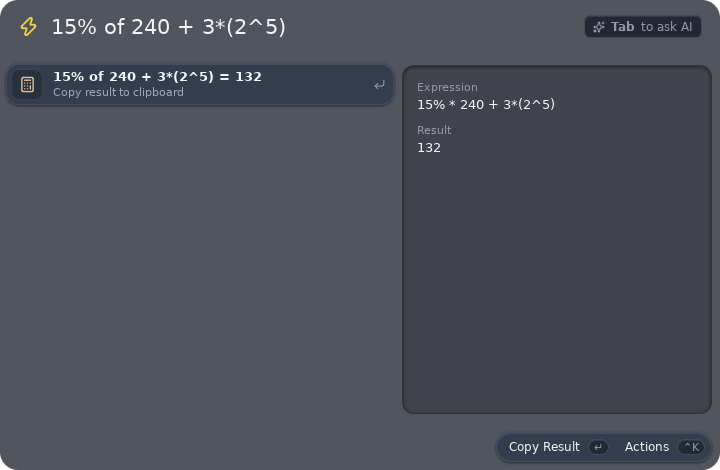 15% of 240 + 3*(2^5)
Tab to ask AI
15% of 240 + 3*(2^5) = 132
Copy result to clipboard
Expression
15% * 240 + 3*(2^5)
Result
132
Copy Result ↵ Actions ^K